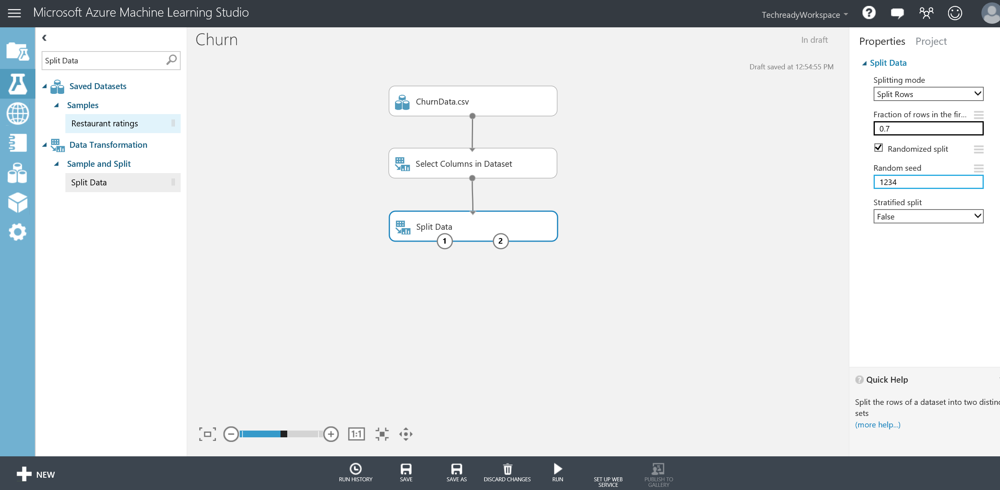 Microsoft Azure Machine Learning Studio
TechreadyWorkspace
?
Split Data
Saved Datasets
Samples
Restaurant ratings
Data Transformation
Sample and Split
Split Data
Churn
In draft
Draft saved at 12:54:55 PM
ChurnData.csv
Select Columns in Dataset
Split Data
1
2
1:1
Properties Project
Split Data
Splitting mode
Split Rows
Fraction of rows in the fir...
0.7
Randomized split
Random seed
1234
Stratified split
False
? Quick Help
Split the rows of a dataset into two distinc
sets
(more help...)
NEW
RUN HISTORY
SAVE
SAVE AS
DISCARD CHANGES
RUN
SET UP WEB
SERVICE
PUBLISH TO
GALLERY